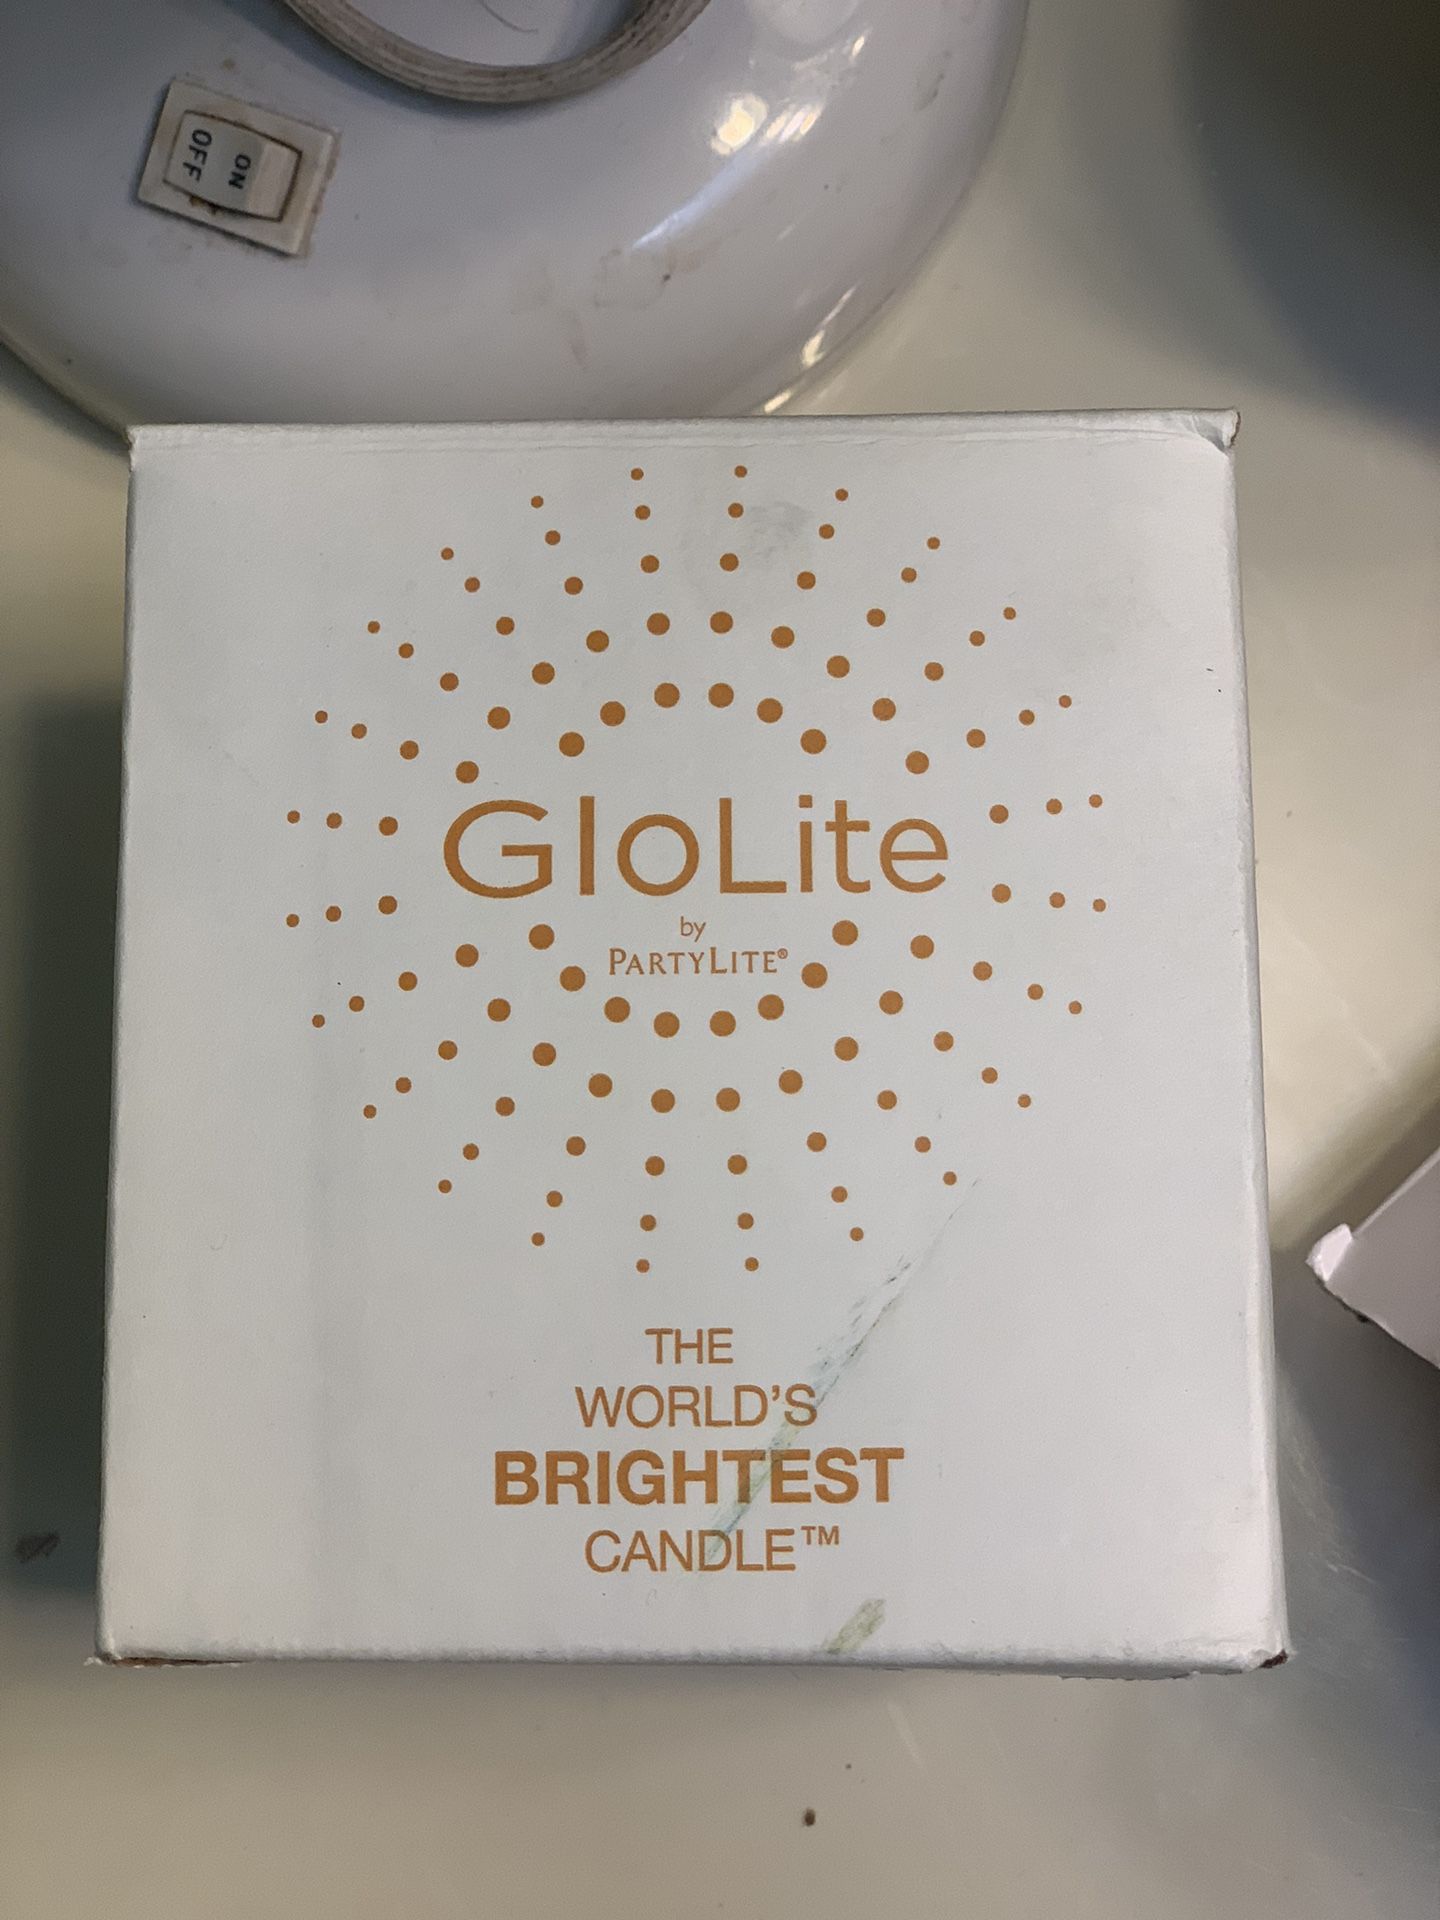 OFF
ON
GloLite
by
PARTYLITE®
THE
WORLD'S
BRIGHTEST
CANDLE™